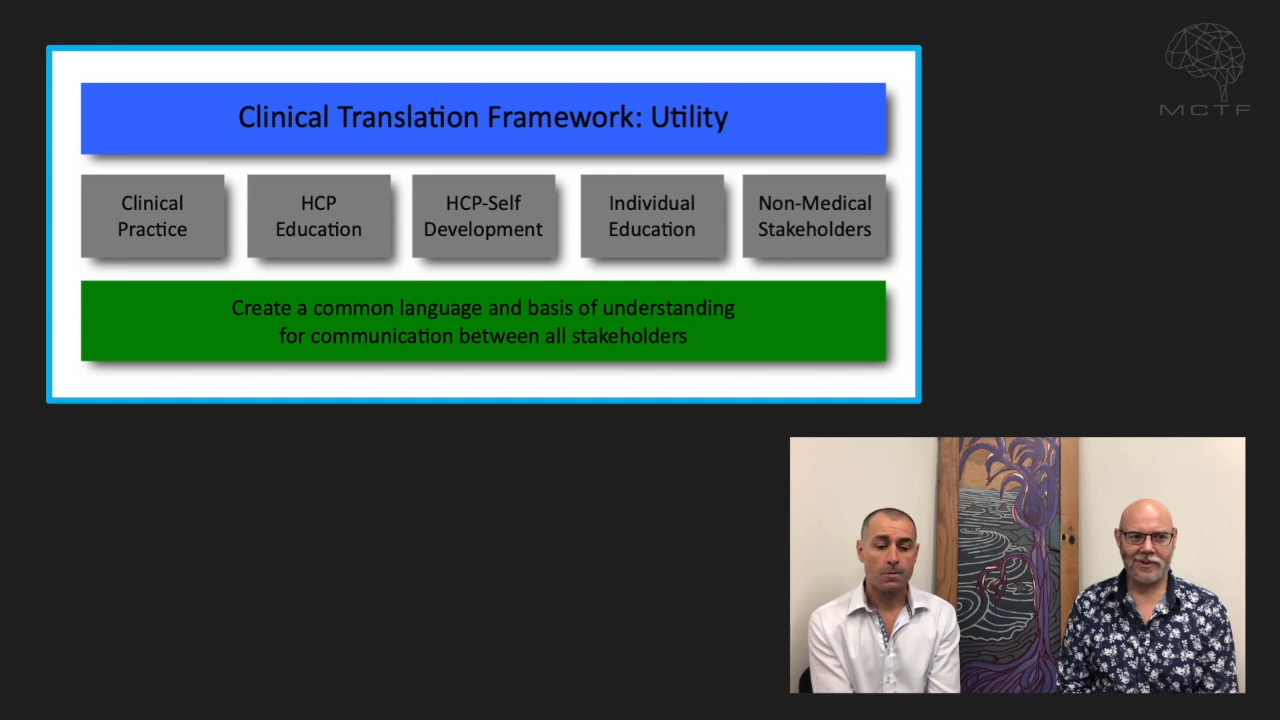 MCTF
Clinical Translation Framework: Utility
Clinical
Practice
HCP
Education
HCP-Self
Development
Individual
Education
Non-Medical
Stakeholders
Create a common language and basis of understanding
for communication between all stakeholders